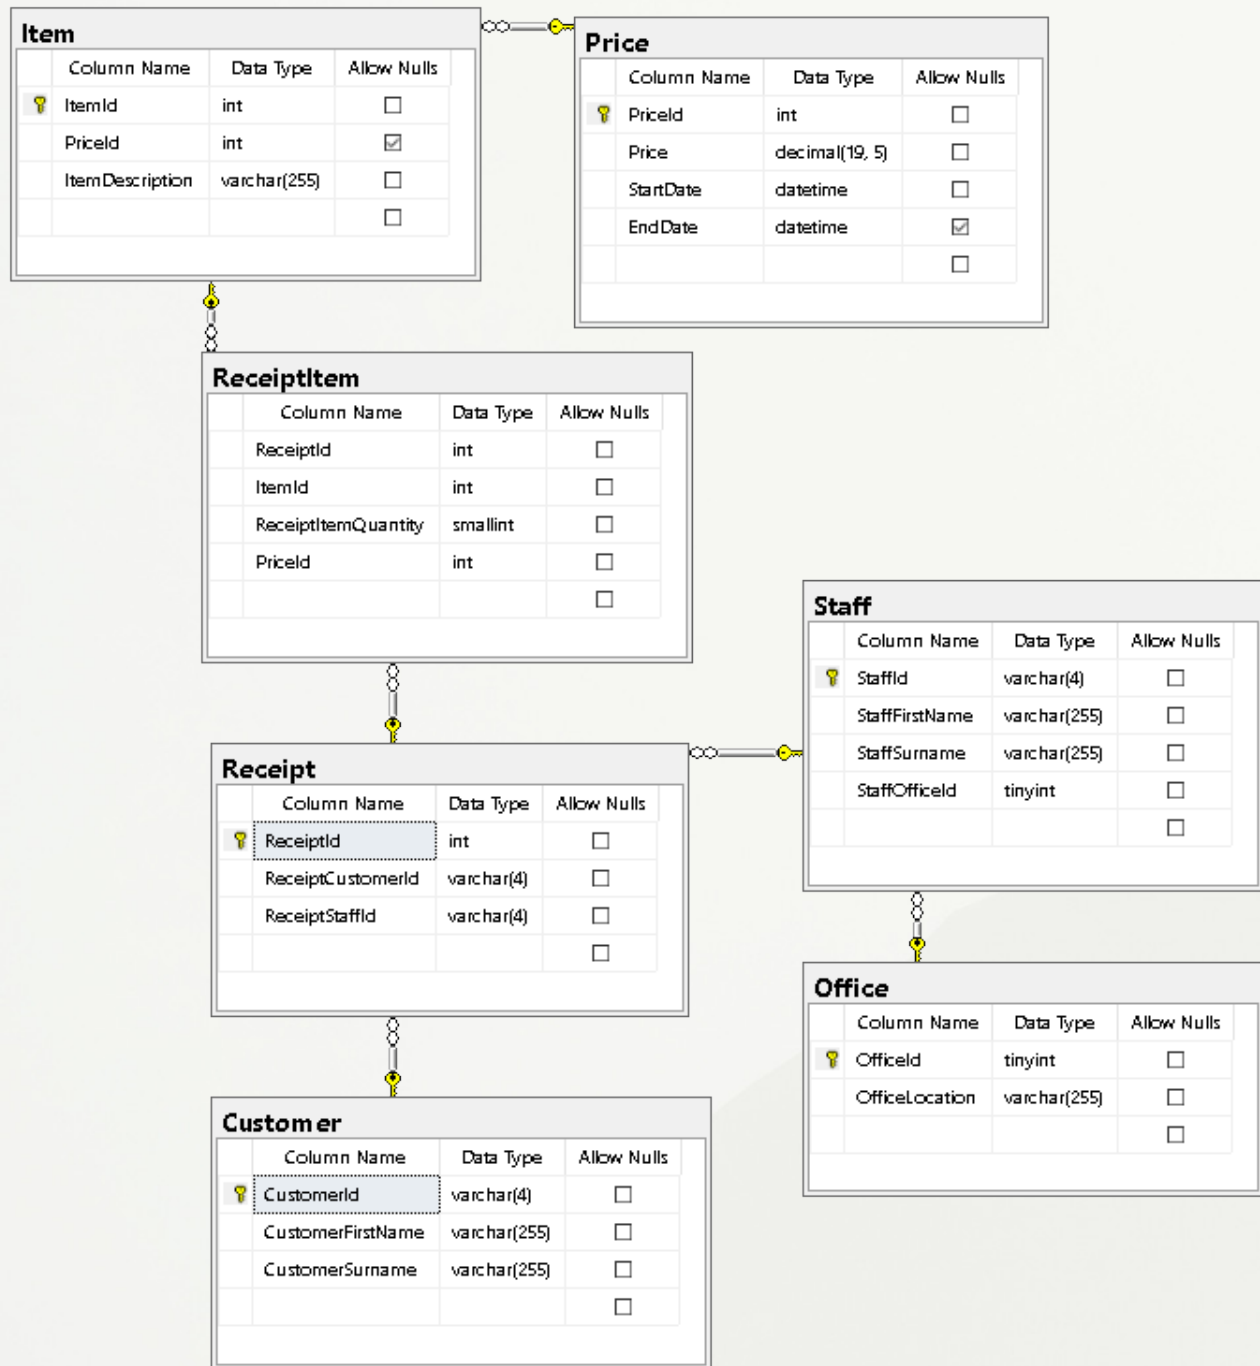 Item
Column Name Data Type Allow Nulls
ItemId int
PriceId int
ItemDescription varchar(255)
Price
Column Name Data Type Allow Nulls
PriceId int
Price decimal(19, 5)
StartDate datetime
EndDate datetime
ReceiptItem
Column Name Data Type Allow Nulls
ReceiptId int
ItemId int
ReceiptItemQuantity smallint
PriceId int
Staff
Column Name Data Type Allow Nulls
StaffId varchar(4)
StaffFirstName varchar(255)
StaffSurname varchar(255)
StaffOfficeId tinyint
Receipt
Column Name Data Type Allow Nulls
ReceiptId int
ReceiptCustomerId varchar(4)
ReceiptStaffId varchar(4)
Office
Column Name Data Type Allow Nulls
OfficeId tinyint
OfficeLocation varchar(255)
Customer
Column Name Data Type Allow Nulls
CustomerId varchar(4)
CustomerFirstName varchar(255)
CustomerSurname varchar(255)